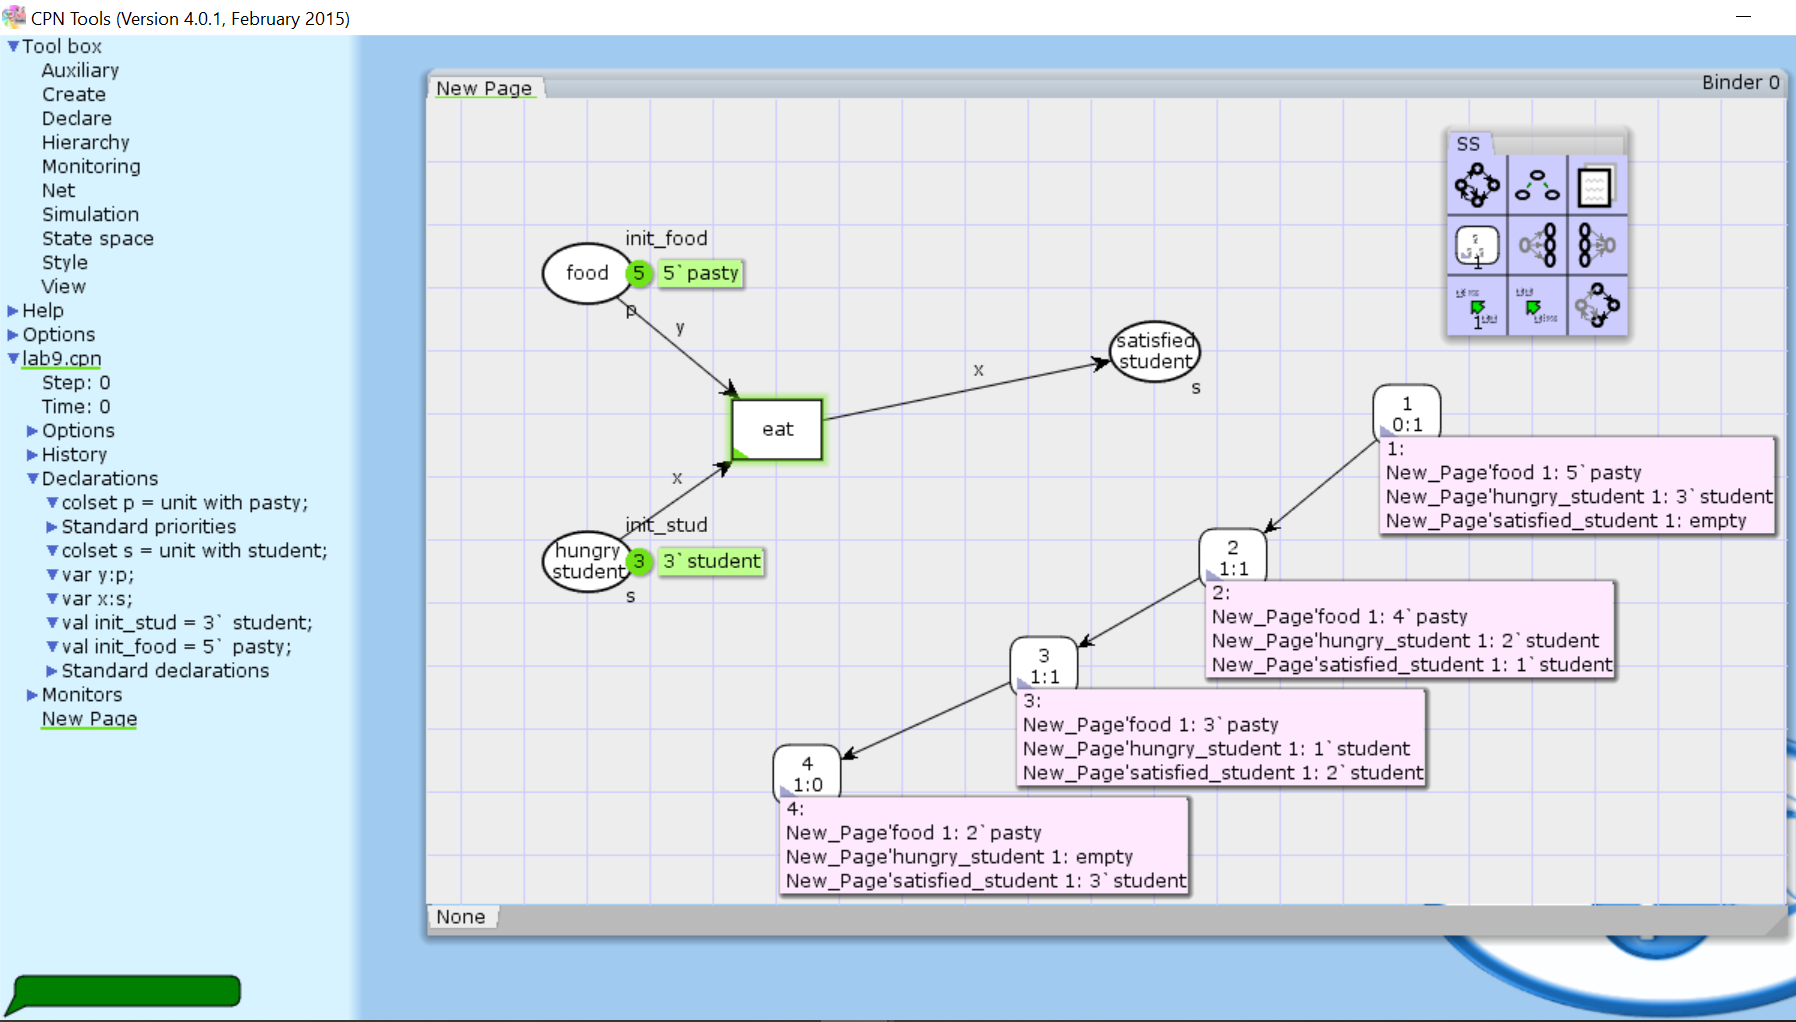 CPN Tools (Version 4.0.1, February 2015)
Tool box
Auxiliary
Create
Declare
Hierarchy
Monitoring
Net
Simulation
State space
Style
View
Help
Options
lab9.cpn
Step: 0
Time: 0
Options
History
Declarations
colset p = unit with pasty;
Standard priorities
colset s = unit with student;
var y:p;
var x:s;
val init_stud = 3` student;
val init_food = 5` pasty;
Standard declarations
Monitors
New Page
New Page
Binder 0
SS
init_food
food
5
5`pasty
p
y
eat
x
satisfied
student
s
x
init_stud
hungry
student
3
3`student
s
1
0:1
1:
New_Page'food 1: 5`pasty
New_Page'hungry_student 1: 3`student
New_Page'satisfied_student 1: empty
2
1:1
2:
New_Page'food 1: 4`pasty
New_Page'hungry_student 1: 2`student
New_Page'satisfied_student 1: 1`student
3
1:1
3:
New_Page'food 1: 3`pasty
New_Page'hungry_student 1: 1`student
New_Page'satisfied_student 1: 2`student
4
1:0
4:
New_Page'food 1: 2`pasty
New_Page'hungry_student 1: empty
New_Page'satisfied_student 1: 3`student
None